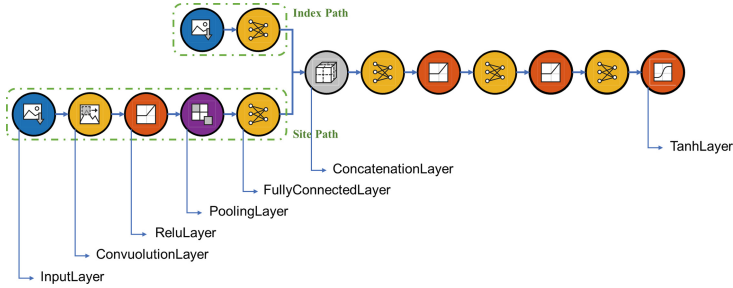 Index Path
Site Path
TanhLayer
ConcatenationLayer
FullyConnectedLayer
PoolingLayer
ReluLayer
ConvuolutionLayer
InputLayer